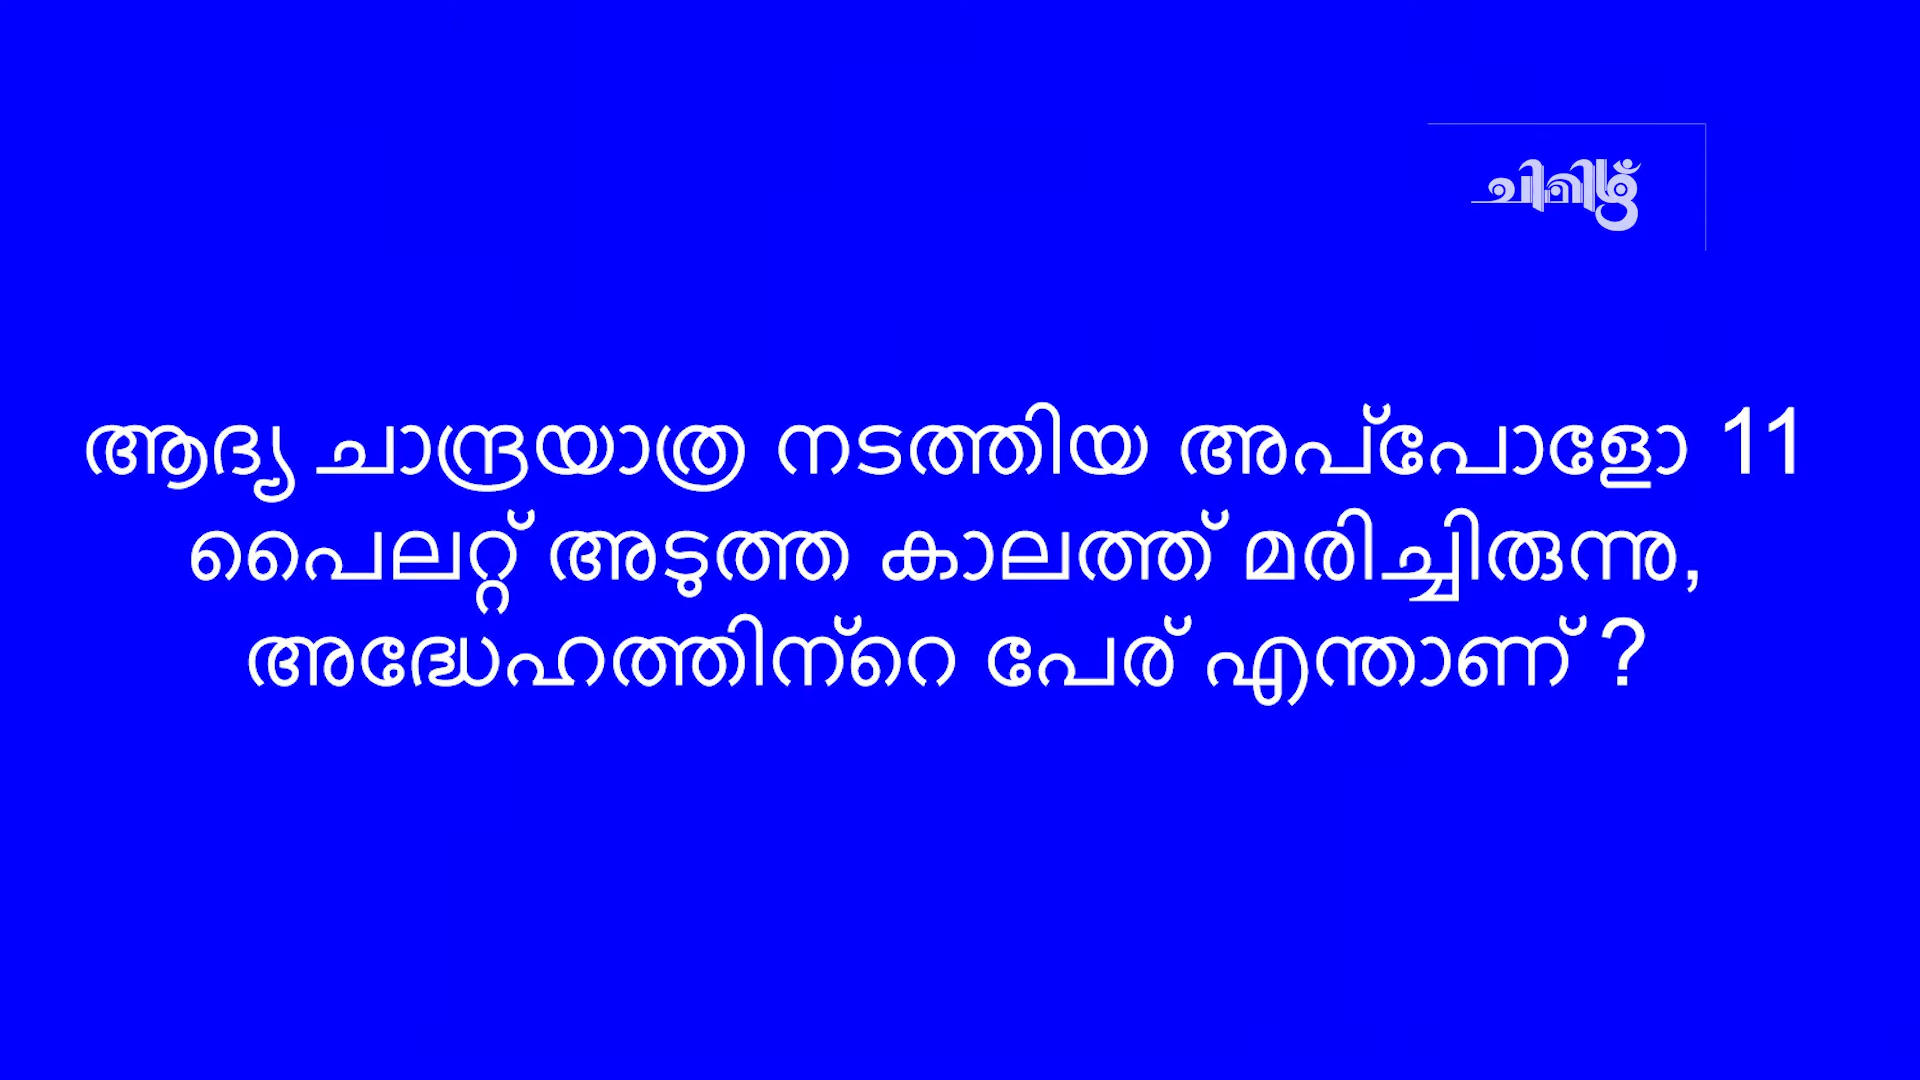 ചിമിഴ്
ആദ്യ ചാന്ദ്രയാത്ര നടത്തിയ അപ്പോളോ 11
പൈലറ്റ് അടുത്ത കാലത്ത് മരിച്ചിരുന്നു,
അദ്ധേഹത്തിന്റെ പേര് എന്താണ് ?